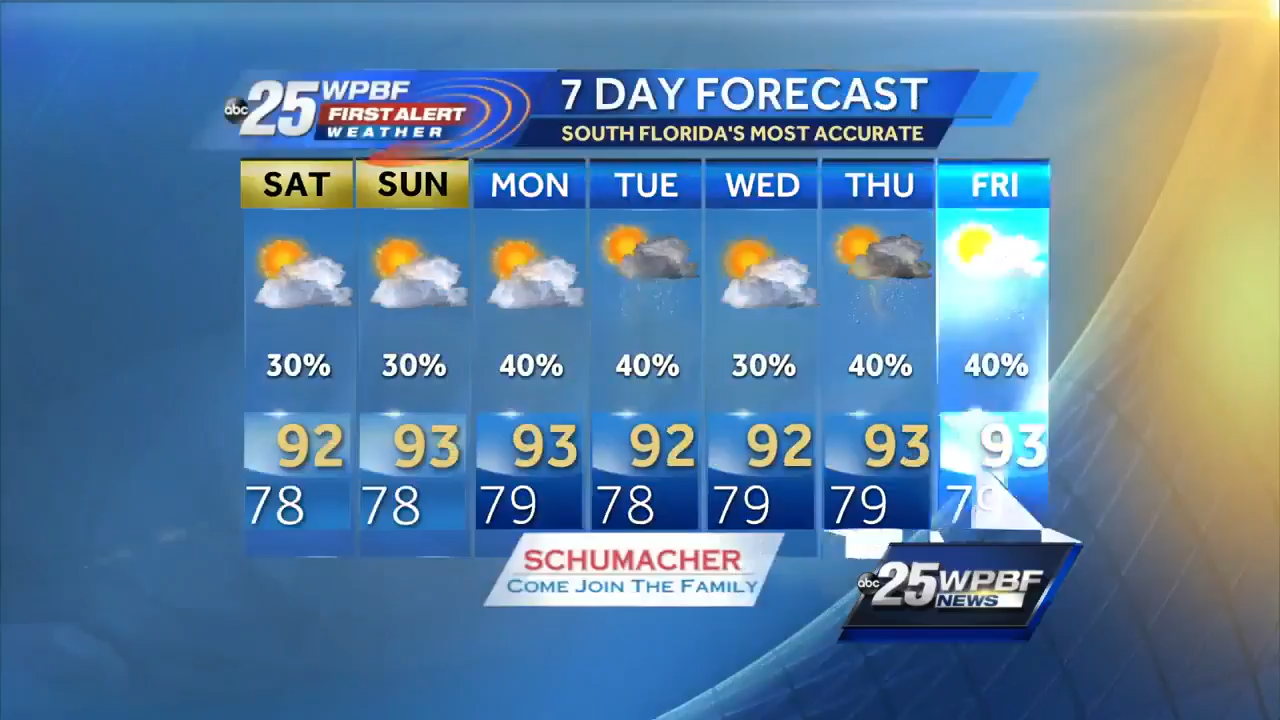 abc 25 WPBF
FIRST ALERT
WEATHER
7 DAY FORECAST
SOUTH FLORIDA'S MOST ACCURATE
SAT SUN MON TUE WED THU FRI
30% 30% 40% 40% 30% 40% 40%
92 93 93 92 92 93 93
78 78 79 78 79 79 79
SCHUMACHER
COME JOIN THE FAMILY
abc 25 WPBF
NEWS